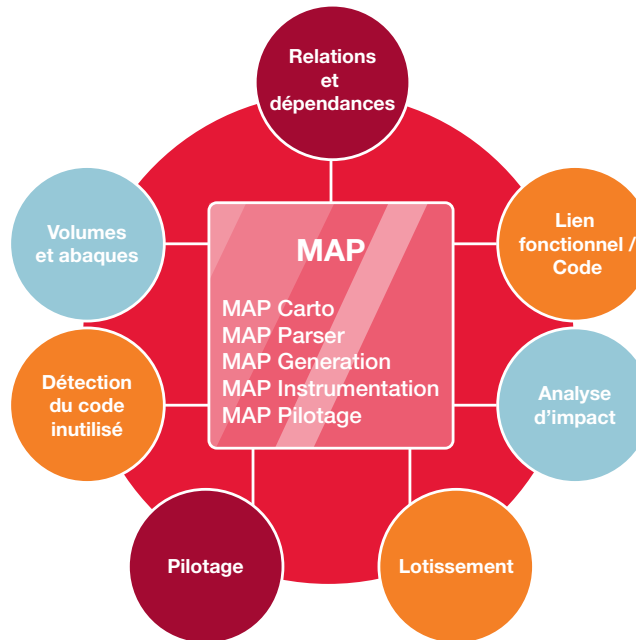 Relations
et
dépendances
Volumes
et abaques
Lien
fonctionnel /
Code
MAP
MAP Carto
MAP Parser
MAP Generation
MAP Instrumentation
MAP Pilotage
Détection
du code
inutilisé
Analyse
d'impact
Pilotage
Lotissement